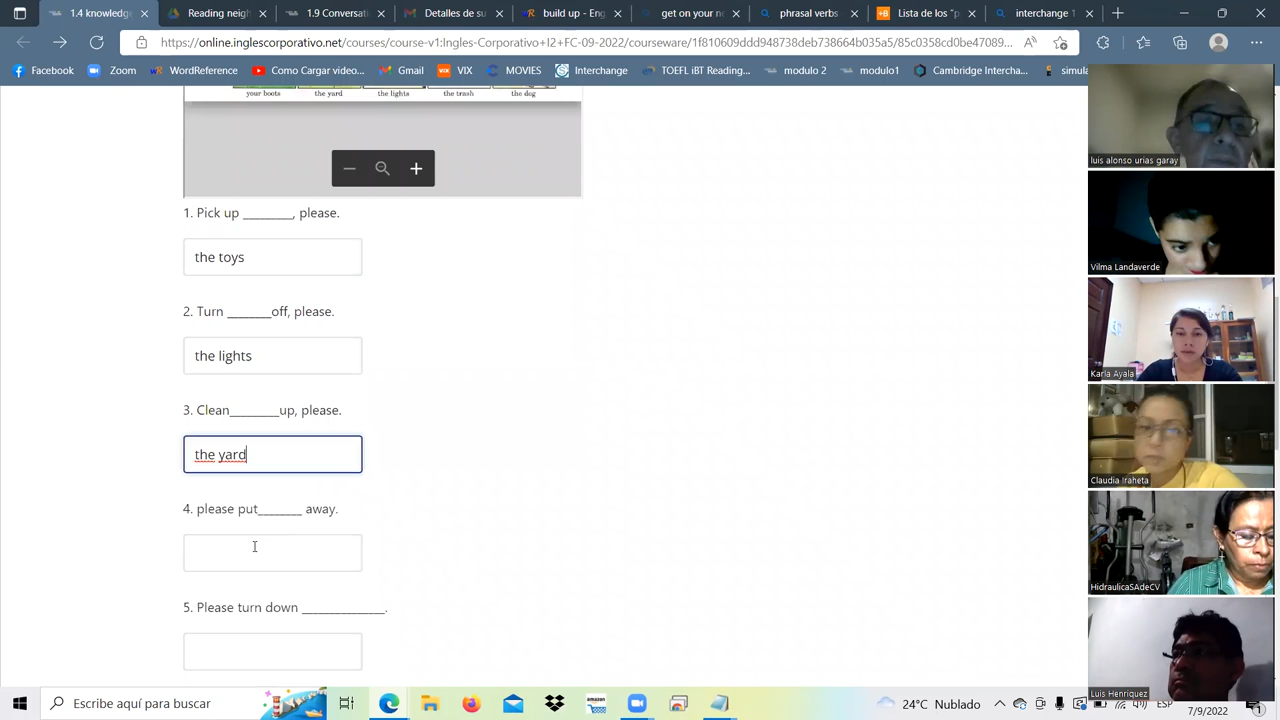 1.4 knowledge
1.9 Conversati
Gmail
Detalles de audio
build up - Eng
get on your n
phrasal verbs
+B Lista de los "p
interchange
https://online.inglescorporativo.net/courses/course-v1:Ingles-Corporativo+I2+FC-09-2022/courseware/1f810609ddd948738deb738664b035a5/85c0358cd0be47089...
Facebook
Zoom
WordReference
Como Cargar video...
Gmail
VIX
MOVIES
Interchange
TOEFL iBT Reading...
modulo 2
modulo1
Cambridge Intercha...
simula
your boots
the yard
the lights
the trash
the dog
1. Pick up ________, please.
the toys
2. Turn _______off, please.
the lights
3. Clean________up, please.
the yard
4. please put_______ away.
5. Please turn down _____________.
luis alonso urias garay
Vilma Landaverde
Karla Ayala
Claudia Iraheta
HidraulicaSAdeCV
Luis Henriquez
Escribe aquí para buscar
amazon
24°C Nublado
ESP
7/9/2022
1